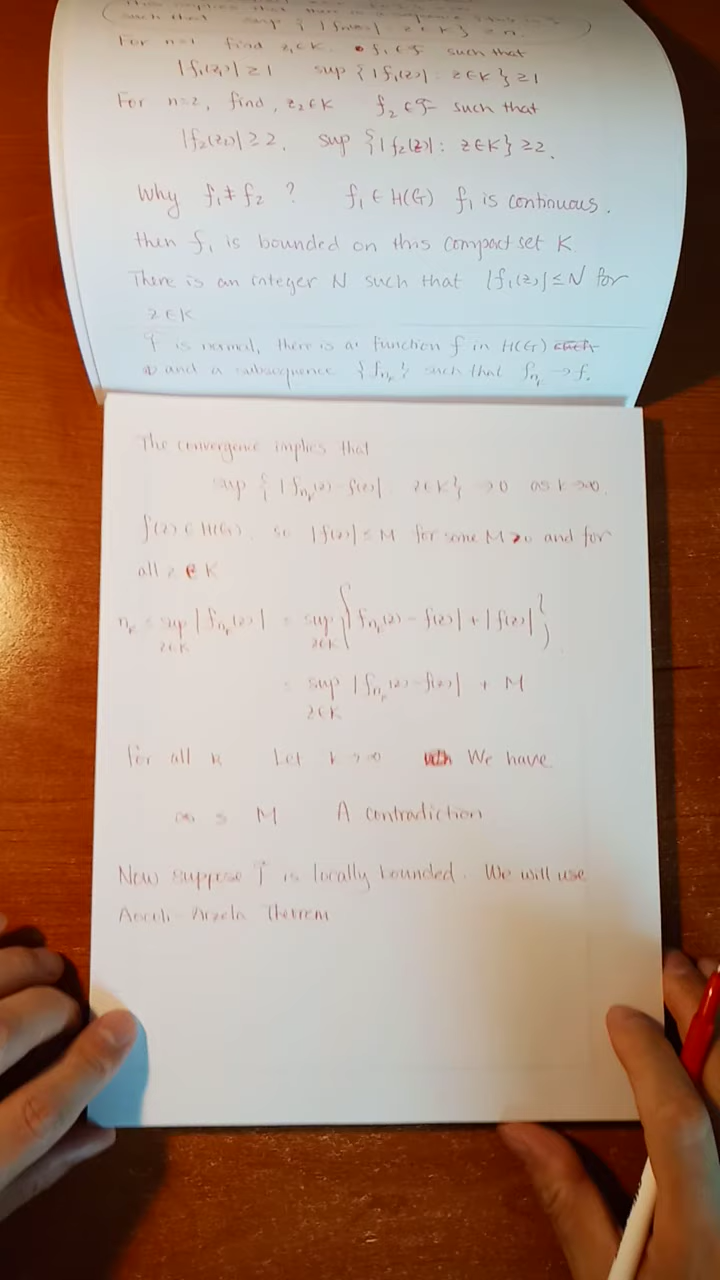 such that sup { | z ∈ K } ≥ n.
For n=1 find z₁∈K. f₁ ∈ 𝓕 such that
|f₁(z₁)| ≥ 1 sup { |f₁(z)| : z∈K } ≥ 1
For n=2, find, z₂∈K f₂ ∈ 𝓕 such that
|f₂(z₂)| ≥ 2, sup { |f₂(z)| : z∈K } ≥ 2.
Why f₁ ≠ f₂ ? f₁ ∈ H(G) f₁ is continuous.
then f₁ is bounded on this compact set K.
There is an integer N such that |f₁(z)| ≤ N for
z ∈ K
𝓕 is normal, there is a function f in H(G)
and a subsequence {fₙₖ} such that fₙₖ → f.
The convergence implies that
sup { | fₙₖ(z) - f(z)| z∈K } → 0 as k→∞.
f(z) ∈ H(G), so |f(z)| ≤ M for some M>0 and for
all z ∈ K
nₖ ≤ sup z∈K | fₙₖ(z) | ≤ sup z∈K { | fₙₖ(z) - f(z)| + |f(z)| }
≤ sup z∈K | fₙₖ(z) - f(z)| + M
for all k Let k → ∞ We have
∞ ≤ M A contradiction
Now suppose 𝓕 is locally bounded. We will use
Ascoli-Arzela Theorem